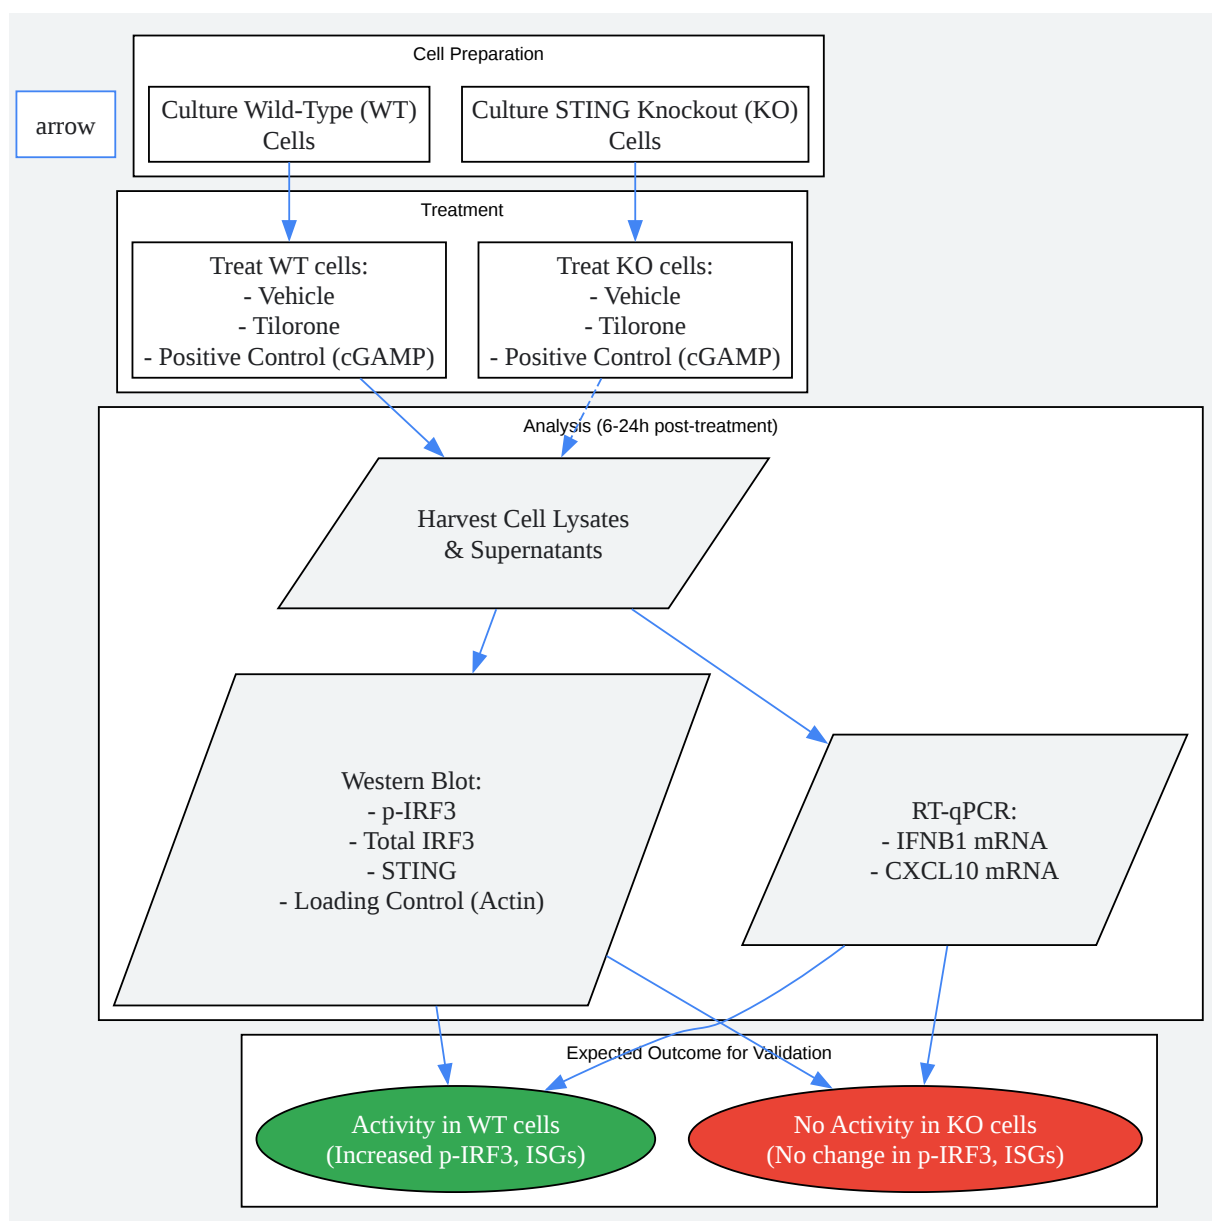 Cell Preparation
Culture Wild-Type (WT)
Cells
Culture STING Knockout (KO)
Cells
arrow
Treatment
Treat WT cells:
- Vehicle
- Tilorone
- Positive Control (cGAMP)
Treat KO cells:
- Vehicle
- Tilorone
- Positive Control (cGAMP)
Analysis (6-24h post-treatment)
Harvest Cell Lysates
& Supernatants
Western Blot:
- p-IRF3
- Total IRF3
- STING
- Loading Control (Actin)
RT-qPCR:
- IFNB1 mRNA
- CXCL10 mRNA
Expected Outcome for Validation
Activity in WT cells
(Increased p-IRF3, ISGs)
No Activity in KO cells
(No change in p-IRF3, ISGs)